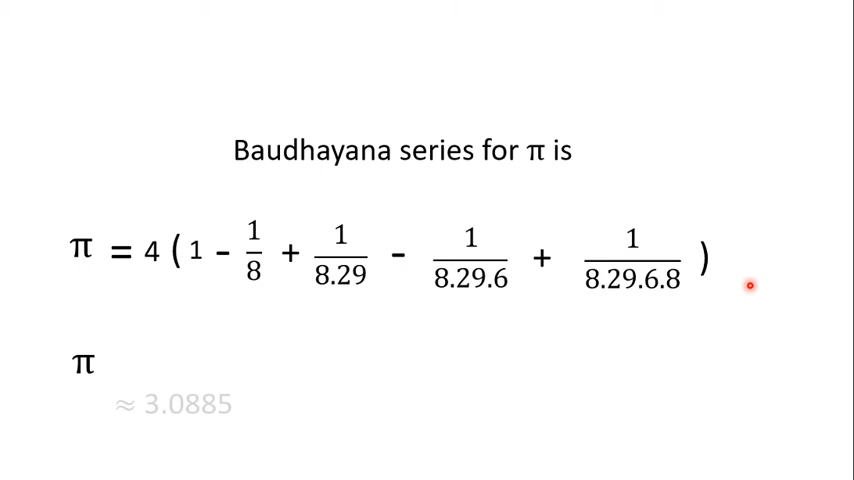 Baudhayana series for π is
π = 4 ( 1 - 1/8 + 1/8.29 - 1/8.29.6 + 1/8.29.6.8 )
π
≈ 3.0885